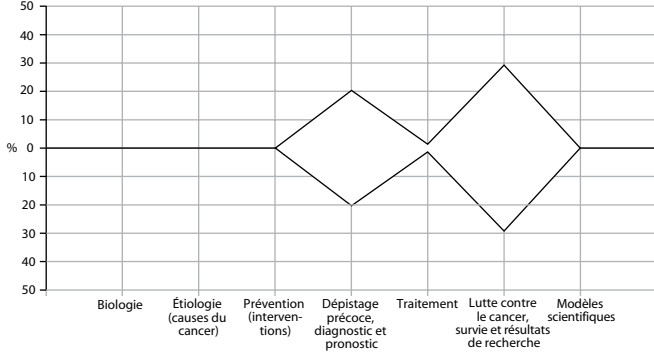 50
40
30
20
10
% 0
10
20
30
40
50
Biologie
Étiologie
(causes du
cancer)
Prévention
(interven-
tions)
Dépistage
précoce,
diagnostic et
pronostic
Traitement
Lutte contre
le cancer,
survie et résultats
de recherche
Modèles
scientifiques